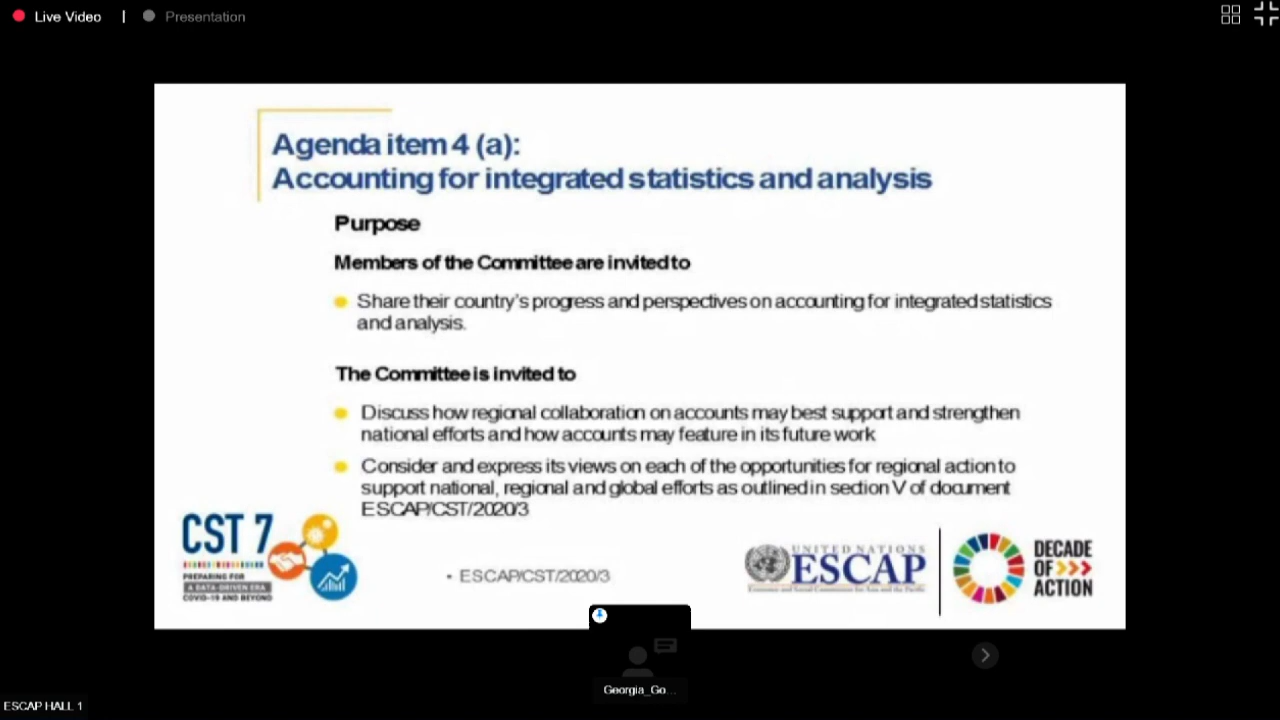 Live Video | Presentation
Agenda item 4 (a):
Accounting for integrated statistics and analysis
Purpose
Members of the Committee are invited to
Share their country's progress and perspectives on accounting for integrated statistics
and analysis.
The Committee is invited to
Discuss how regional collaboration on accounts may best support and strengthen
national efforts and how accounts may feature in its future work
Consider and express its views on each of the opportunities for regional action to
support national, regional and global efforts as outlined in section V of document
ESCAP/CST/2020/3
CST 7
PREPARING FOR
A DATA-DRIVEN ERA
COVID-19 AND BEYOND
• ESCAP/CST/2020/3
UNITED NATIONS
ESCAP
Economic and Social Commission for Asia and the Pacific
DECADE
OF >>>
ACTION
Georgia_Go...
ESCAP HALL 1